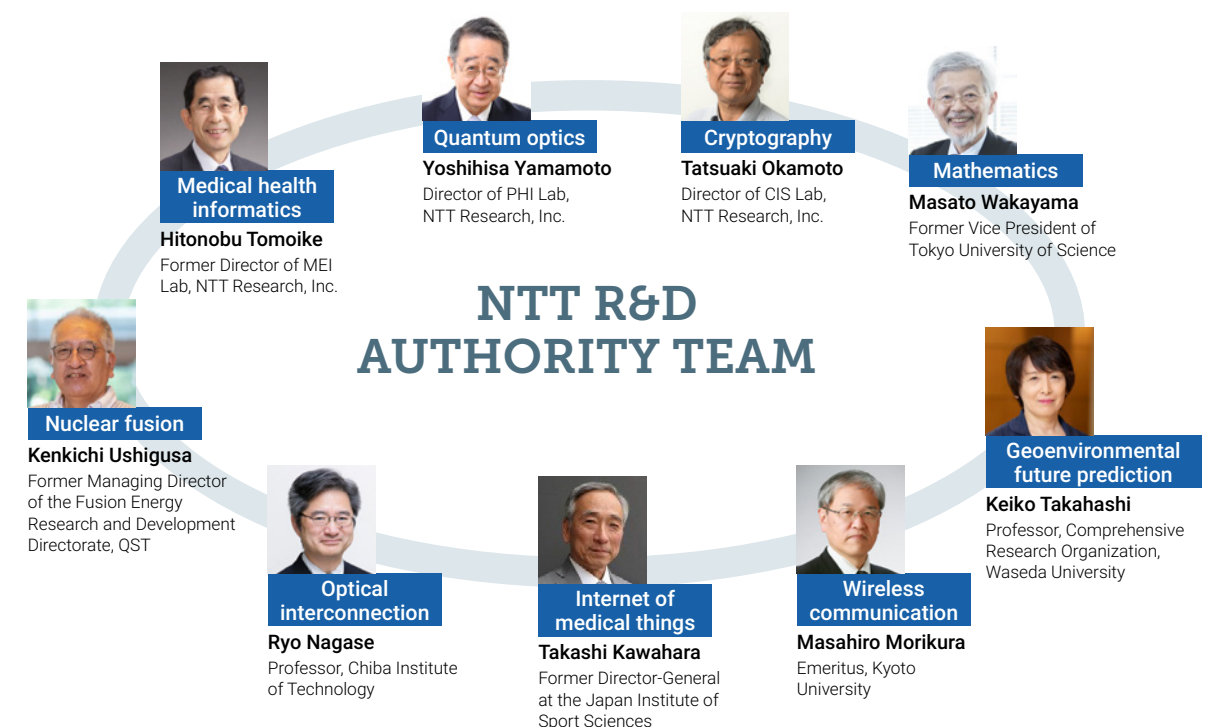 Quantum optics
Yoshihisa Yamamoto
Director of PHI Lab,
NTT Research, Inc.
Cryptography
Tatsuaki Okamoto
Director of CIS Lab,
NTT Research, Inc.
Mathematics
Masato Wakayama
Former Vice President of
Tokyo University of Science
Medical health
informatics
Hitonobu Tomoike
Former Director of MEI
Lab, NTT Research, Inc.
NTT R&D
AUTHORITY TEAM
Nuclear fusion
Kenkichi Ushigusa
Former Managing Director
of the Fusion Energy
Research and Development
Directorate, QST
Geoenvironmental
future prediction
Keiko Takahashi
Professor, Comprehensive
Research Organization,
Waseda University
Optical
interconnection
Ryo Nagase
Professor, Chiba Institute
of Technology
Internet of
medical things
Takashi Kawahara
Former Director-General
at the Japan Institute of
Sport Sciences
Wireless
communication
Masahiro Morikura
Emeritus, Kyoto
University